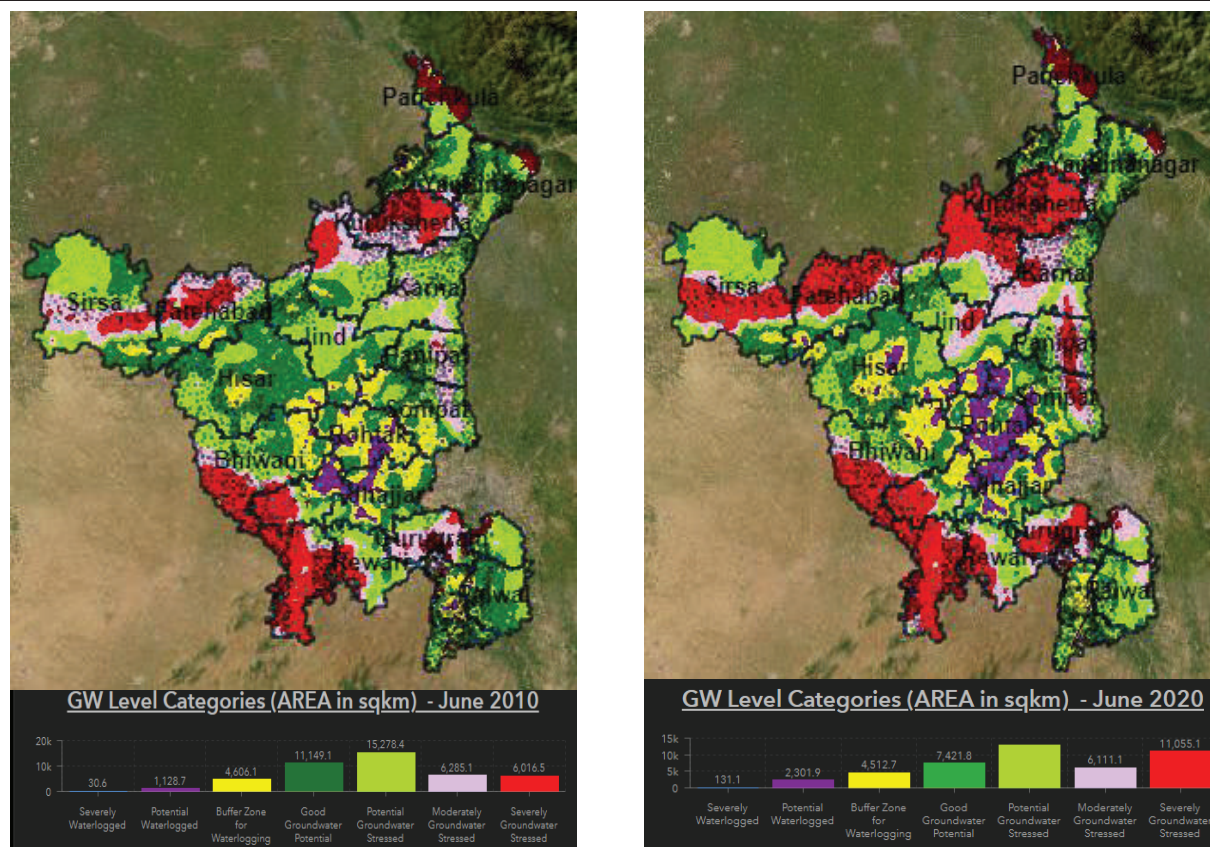 Panchkula
Yamunanagar
Kurukshetra
Karnal
Sirsa
Fatehabad
Jind
Panipat
Hisar
Sonipat
Rohtak
Bhiwani
Jhajjar
Gurugram
Rewari
Palwal
GW Level Categories (AREA in sqkm) - June 2010
20k
10k
0
30.6
1,128.7
4,606.1
11,149.1
15,278.4
6,285.1
6,016.5
Severely
Waterlogged
Potential
Waterlogged
Buffer Zone
for
Waterlogging
Good
Groundwater
Potential
Potential
Groundwater
Stressed
Moderately
Groundwater
Stressed
Severely
Groundwater
Stressed
Panchkula
Yamunanagar
Kurukshetra
Karnal
Sirsa
Fatehabad
Jind
Panipat
Hisar
Sonipat
Rohtak
Bhiwani
Jhajjar
Gurugram
Rewari
Palwal
GW Level Categories (AREA in sqkm) - June 2020
15k
10k
5k
0
131.1
2,301.9
4,512.7
7,421.8
6,111.1
11,055.1
Severely
Waterlogged
Potential
Waterlogged
Buffer Zone
for
Waterlogging
Good
Groundwater
Potential
Potential
Groundwater
Stressed
Moderately
Groundwater
Stressed
Severely
Groundwater
Stressed